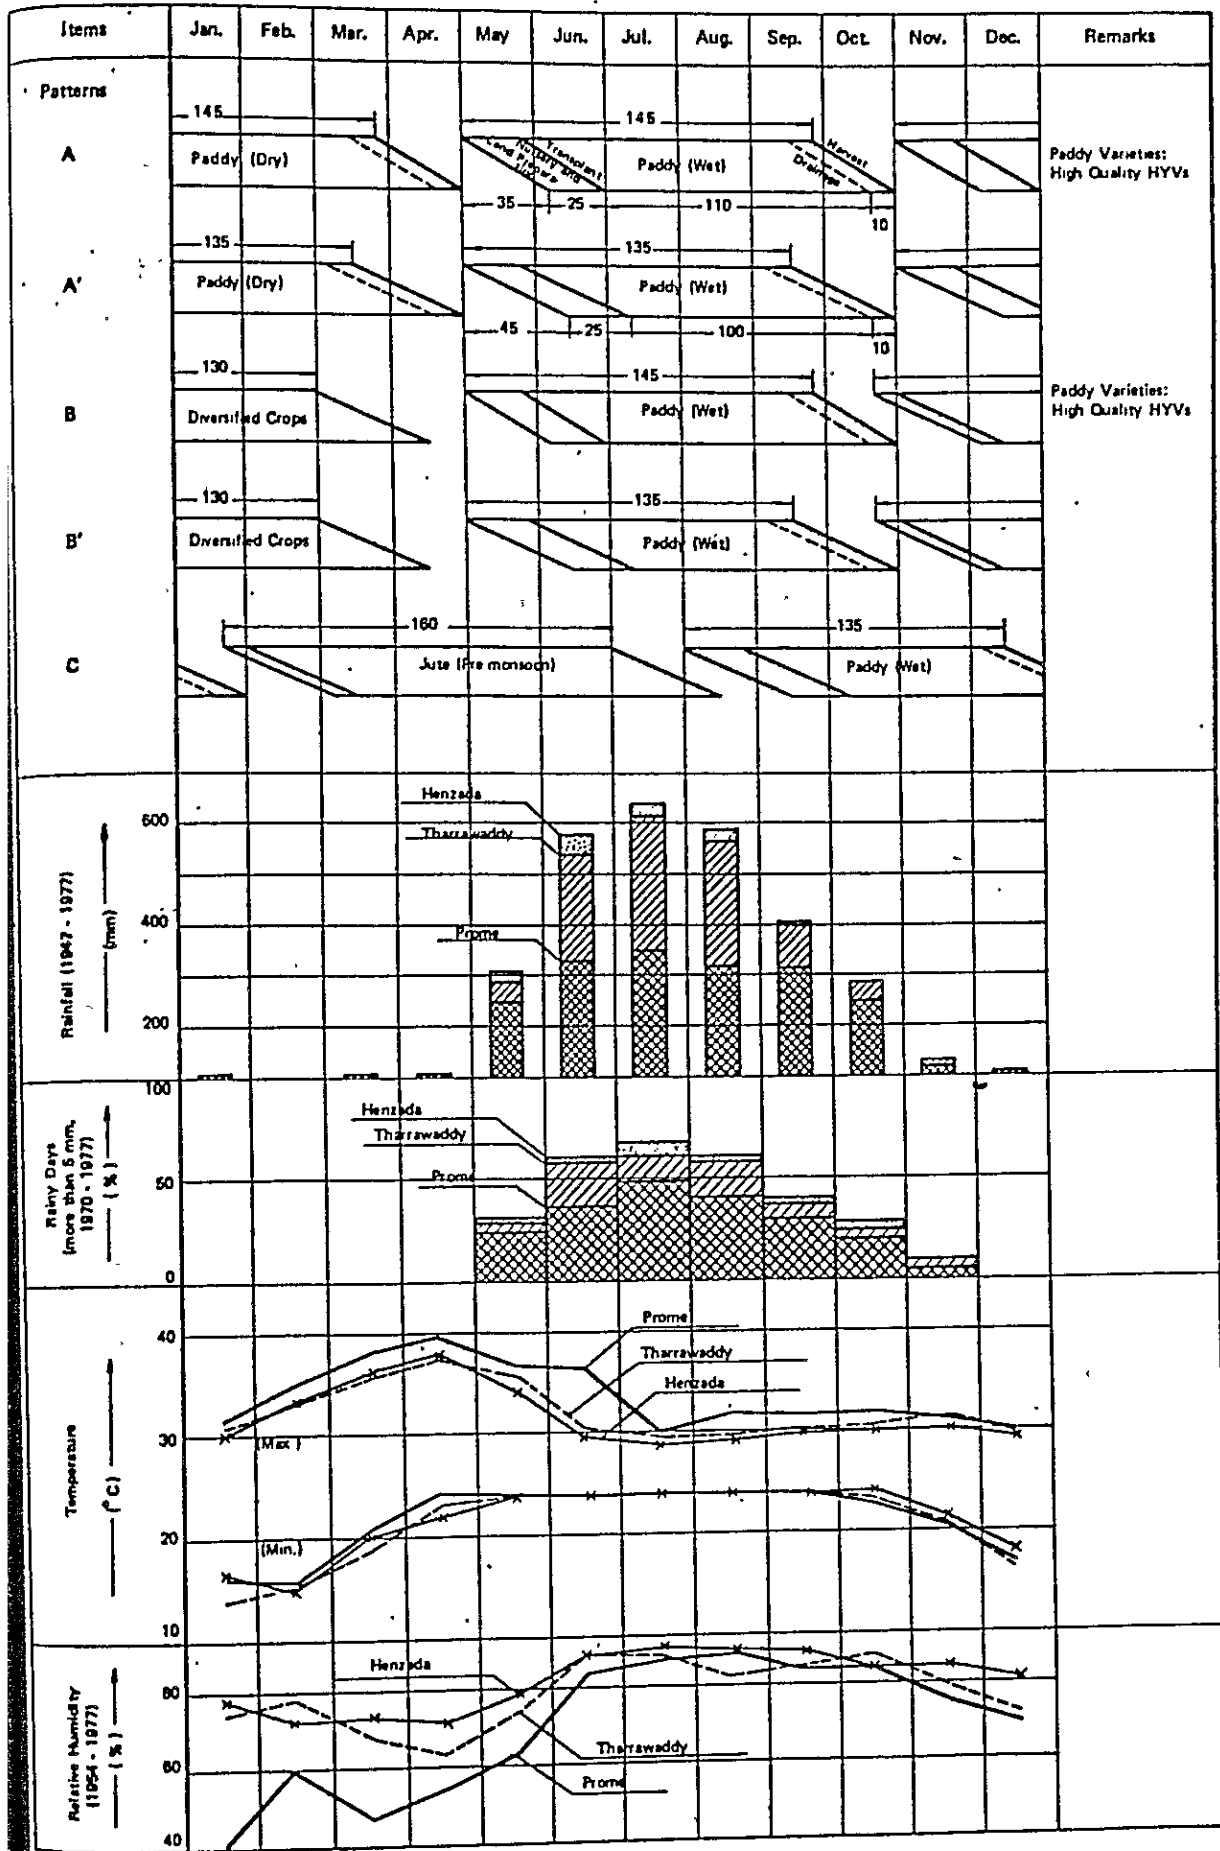 Items Jan. Feb. Mar. Apr. May Jun. Jul. Aug. Sep. Oct. Nov. Dec. Remarks
Patterns
145 145
A Paddy (Dry) Land Prepare Nursery and Transplant Paddy (Wet) Drainage Harvest
Paddy Varieties:
High Quality HYVs
35 25 110 10
135 135
A' Paddy (Dry) Paddy (Wet)
45 25 100 10
130 145
B Diversified Crops Paddy (Wet)
Paddy Varieties:
High Quality HYVs
130 135
B' Diversified Crops Paddy (Wet)
160 135
C Jute (Pre monsoon) Paddy (Wet)
Rainfall (1947 - 1977)
(mm)
600
400
200
Henzada
Tharrawaddy
Prome
Rainy Days
(more than 5 mm,
1970 - 1977)
(%)
100
50
0
Henzada
Tharrawaddy
Prome
Temperature
(°C)
40
30
20
10
Prome
Tharrawaddy
Henzada
(Max.)
(Min.)
Relative Humidity
(1954 - 1977)
(%)
80
60
40
Henzada
Tharrawaddy
Prome